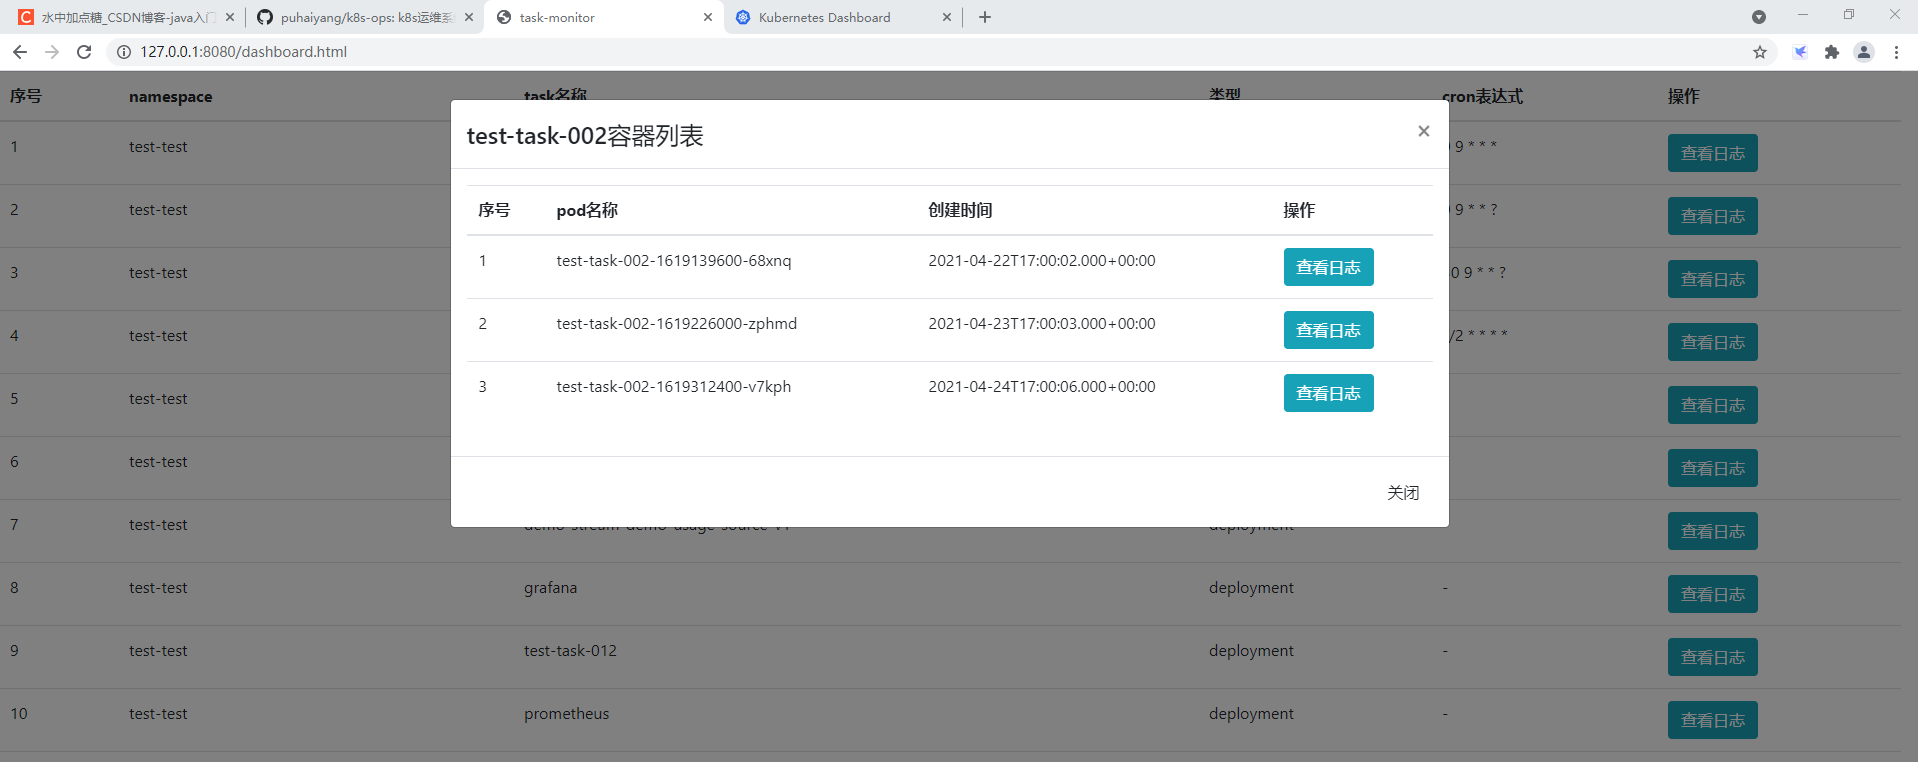 水中加点糖_CSDN博客-java入门
puhaiyang/k8s-ops: k8s运维系
task-monitor
Kubernetes Dashboard
127.0.0.1:8080/dashboard.html
序号 namespace task名称 类型 cron表达式 操作
test-task-002容器列表 ×
序号 pod名称 创建时间 操作
1 test-task-002-1619139600-68xnq 2021-04-22T17:00:02.000+00:00 查看日志
2 test-task-002-1619226000-zphmd 2021-04-23T17:00:03.000+00:00 查看日志
3 test-task-002-1619312400-v7kph 2021-04-24T17:00:06.000+00:00 查看日志
关闭
1 test-test 9 * * * 查看日志
2 test-test 9 * * ? 查看日志
3 test-test 0 9 * * ? 查看日志
4 test-test /2 * * * * 查看日志
5 test-test 查看日志
6 test-test 查看日志
7 test-test demo-stream-demo-usage-source-v1 deployment 查看日志
8 test-test grafana deployment - 查看日志
9 test-test test-task-012 deployment - 查看日志
10 test-test prometheus deployment - 查看日志